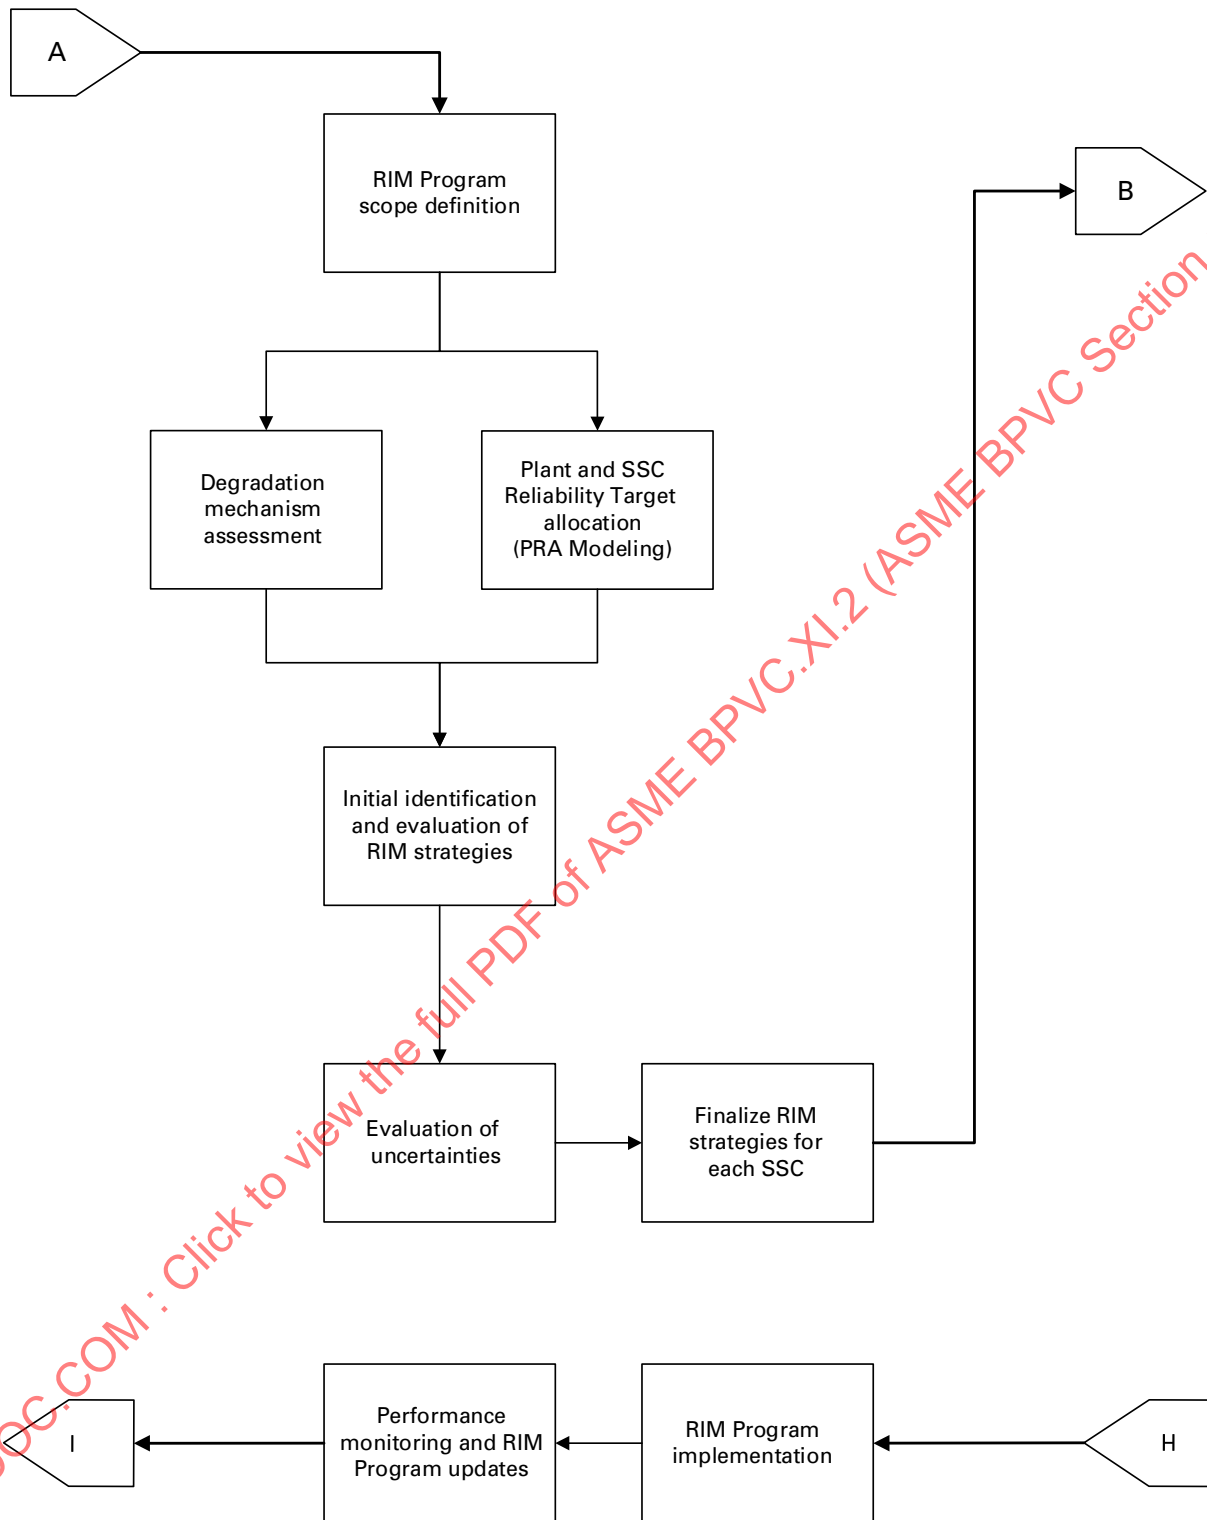 A
RIM Program
scope definition
B
Degradation
mechanism
assessment
Plant and SSC
Reliability Target
allocation
(PRA Modeling)
Initial identification
and evaluation of
RIM strategies
Evaluation of
uncertainties
Finalize RIM
strategies for
each SSC
I
Performance
monitoring and RIM
Program updates
RIM Program
implementation
H
OC.COM : Click to view the full PDF of ASME BPVC.XI.2 (ASME BPVC Section